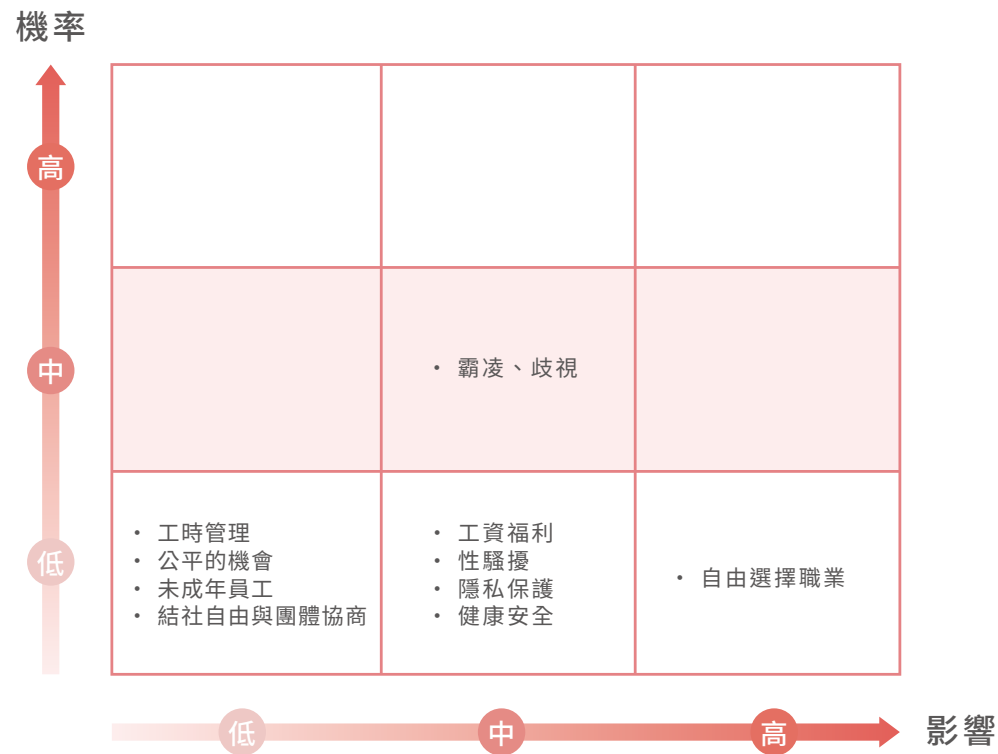 機率
高
中
・ 霸凌、歧視
低
・ 工時管理
・ 公平的機會
・ 未成年員工
・ 結社自由與團體協商
・ 工資福利
・ 性騷擾
・ 隱私保護
・ 健康安全
・ 自由選擇職業
低
中
高
影響